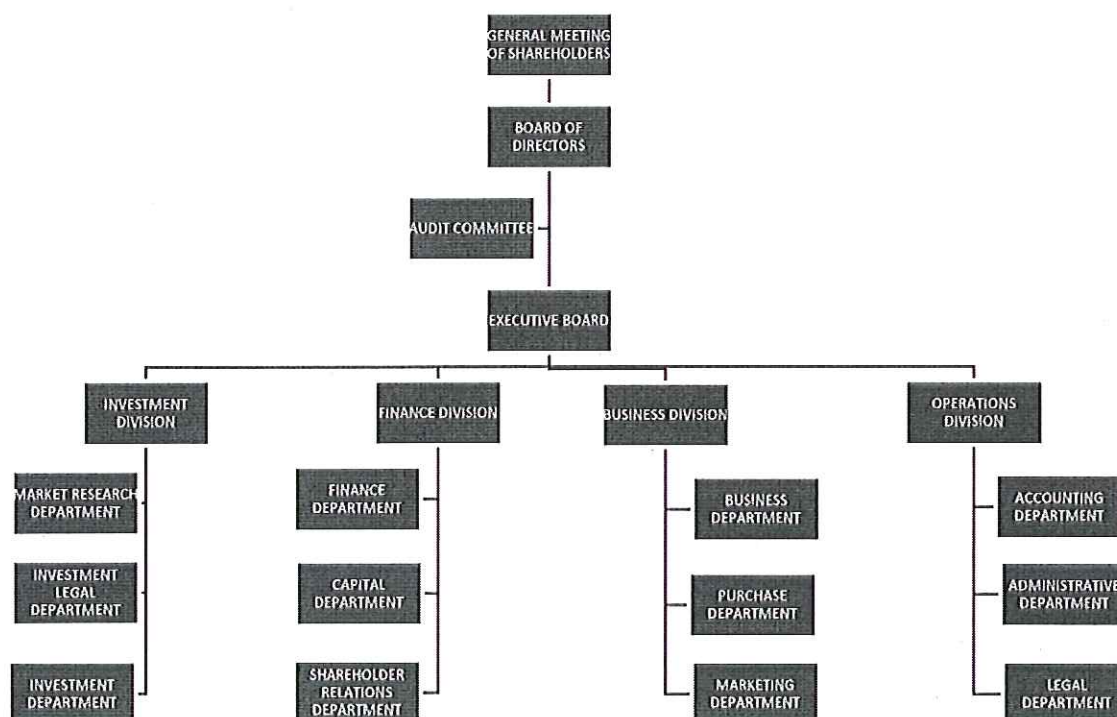 GENERAL MEETING
OF SHAREHOLDERS
BOARD OF
DIRECTORS
AUDIT COMMITTEE
EXECUTIVE BOARD
INVESTMENT
DIVISION
FINANCE DIVISION
BUSINESS DIVISION
OPERATIONS
DIVISION
MARKET RESEARCH
DEPARTMENT
FINANCE
DEPARTMENT
BUSINESS
DEPARTMENT
ACCOUNTING
DEPARTMENT
INVESTMENT
LEGAL
DEPARTMENT
CAPITAL
DEPARTMENT
PURCHASE
DEPARTMENT
ADMINISTRATIVE
DEPARTMENT
INVESTMENT
DEPARTMENT
SHAREHOLDER
RELATIONS
DEPARTMENT
MARKETING
DEPARTMENT
LEGAL
DEPARTMENT